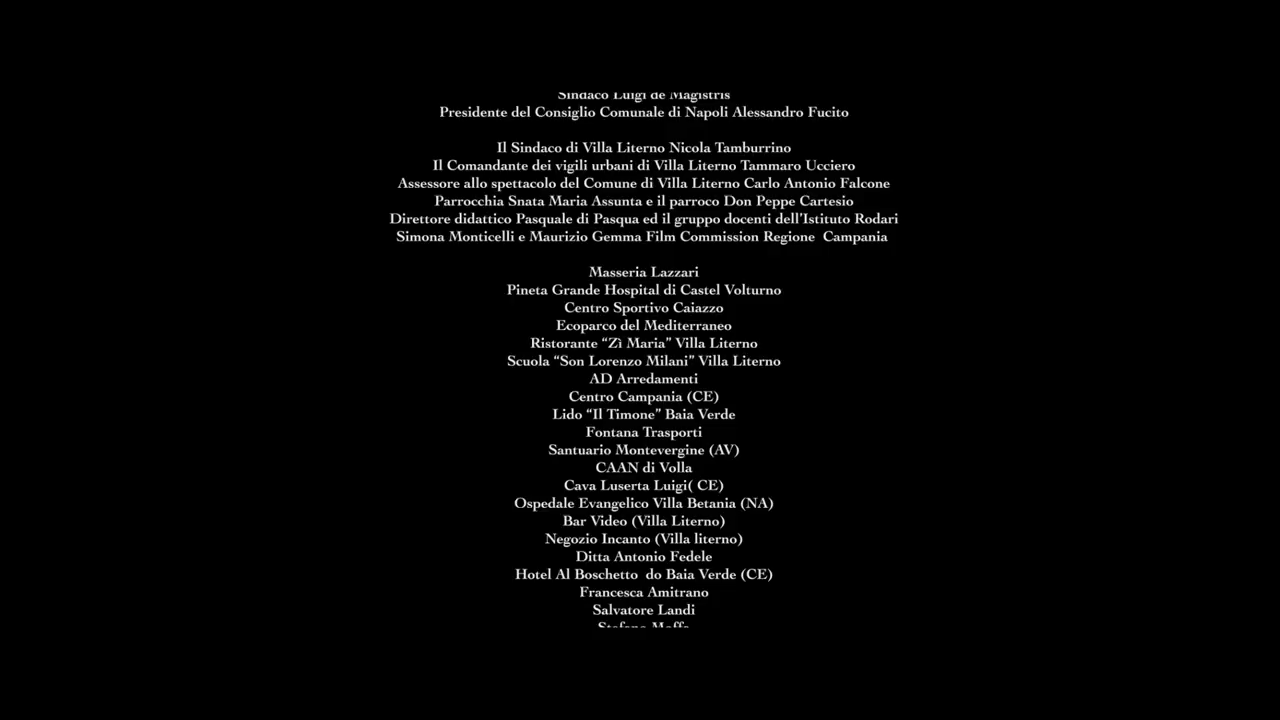 Sindaco Luigi de Magistris
Presidente del Consiglio Comunale di Napoli Alessandro Fucito
Il Sindaco di Villa Literno Nicola Tamburrino
Il Comandante dei vigili urbani di Villa Literno Tammaro Ucciero
Assessore allo spettacolo del Comune di Villa Literno Carlo Antonio Falcone
Parrocchia Snata Maria Assunta e il parroco Don Peppe Cartesio
Direttore didattico Pasquale di Pasqua ed il gruppo docenti dell'Istituto Rodari
Simona Monticelli e Maurizio Gemma Film Commission Regione  Campania
Masseria Lazzari
Pineta Grande Hospital di Castel Volturno
Centro Sportivo Caiazzo
Ecoparco del Mediterraneo
Ristorante “Zì Maria” Villa Literno
Scuola “Son Lorenzo Milani” Villa Literno
AD Arredamenti
Centro Campania (CE)
Lido “Il Timone” Baia Verde
Fontana Trasporti
Santuario Montevergine (AV)
CAAN di Volla
Cava Luserta Luigi( CE)
Ospedale Evangelico Villa Betania (NA)
Bar Video (Villa Literno)
Negozio Incanto (Villa literno)
Ditta Antonio Fedele
Hotel Al Boschetto  do Baia Verde (CE)
Francesca Amitrano
Salvatore Landi
Stefano Maffa